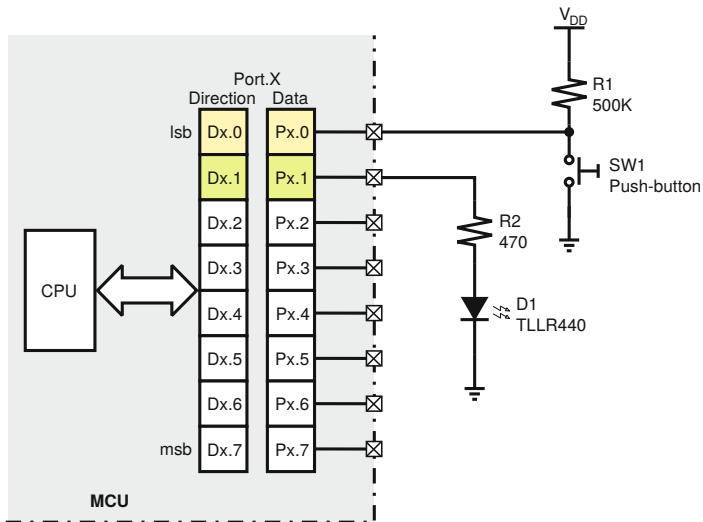 VDD
R1
500K
Port.X
Direction Data
lsb Dx.0 Px.0
SW1
Push-button
Dx.1 Px.1
Dx.2 Px.2
R2
470
Dx.3 Px.3
CPU
Dx.4 Px.4
D1
TLLR440
Dx.5 Px.5
Dx.6 Px.6
msb Dx.7 Px.7
MCU